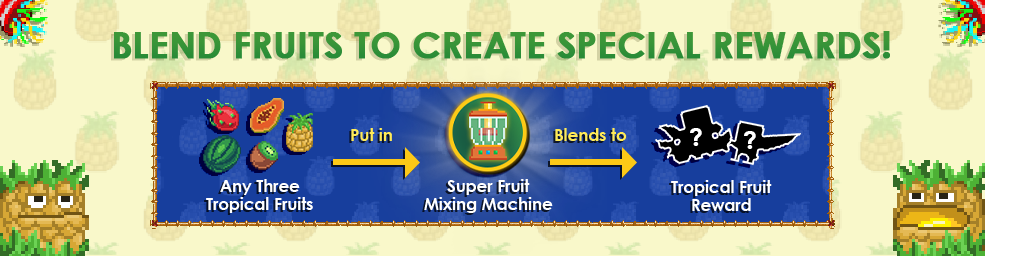 BLEND FRUITS TO CREATE SPECIAL REWARDS!
Put in
Blends to
? ?
Any Three
Tropical Fruits
Super Fruit
Mixing Machine
Tropical Fruit
Reward